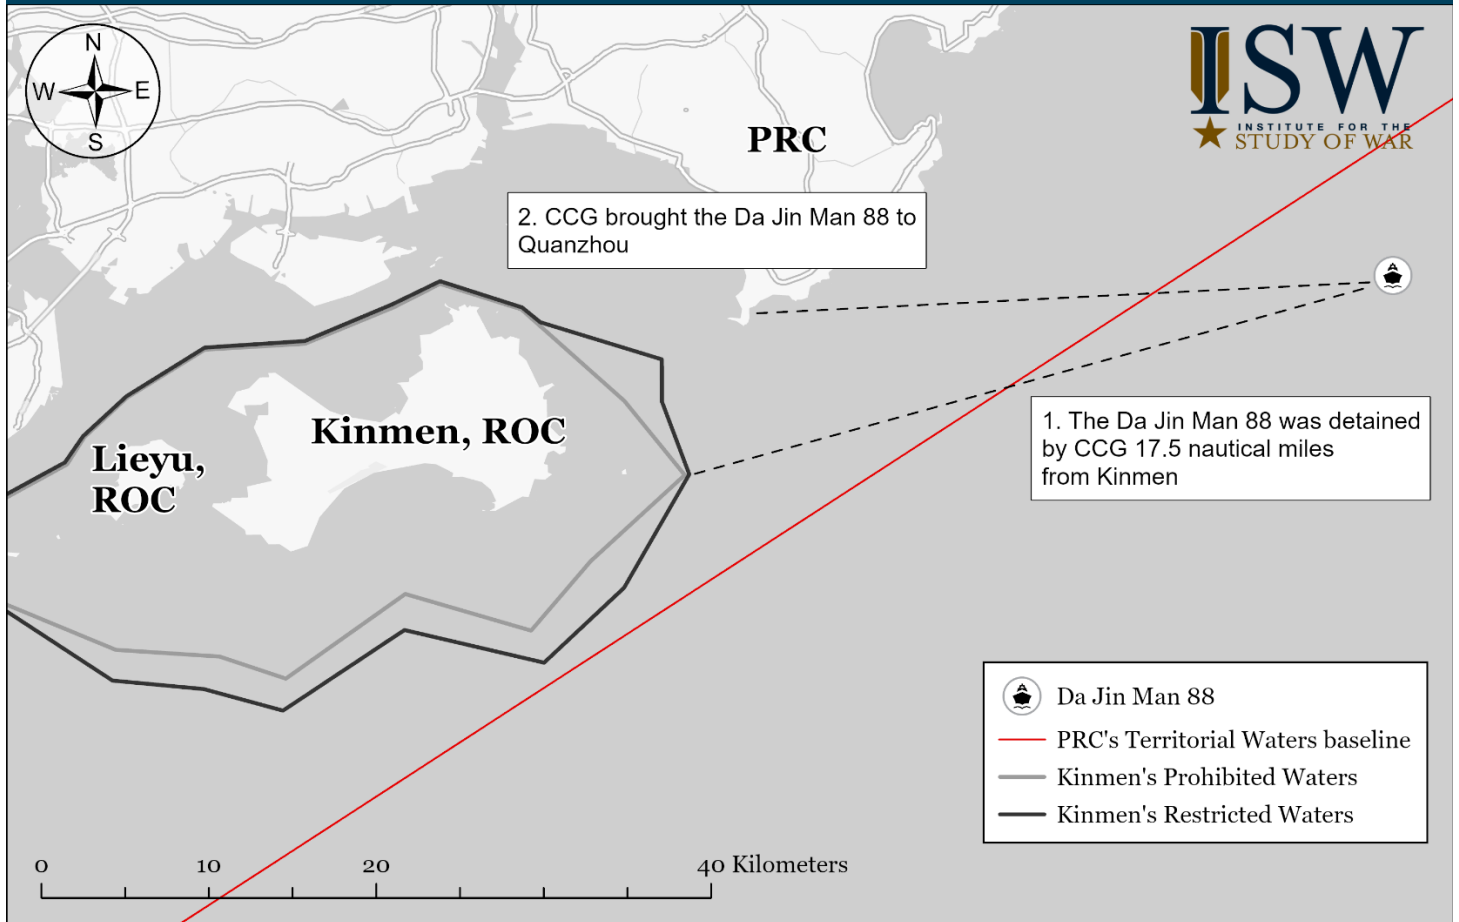 N
W E
S
ISW
INSTITUTE FOR THE
STUDY OF WAR
PRC
2. CCG brought the Da Jin Man 88 to
Quanzhou
Kinmen, ROC
Lieyu,
ROC
1. The Da Jin Man 88 was detained
by CCG 17.5 nautical miles
from Kinmen
Da Jin Man 88
PRC's Territorial Waters baseline
Kinmen's Prohibited Waters
Kinmen's Restricted Waters
0 10 20 40 Kilometers